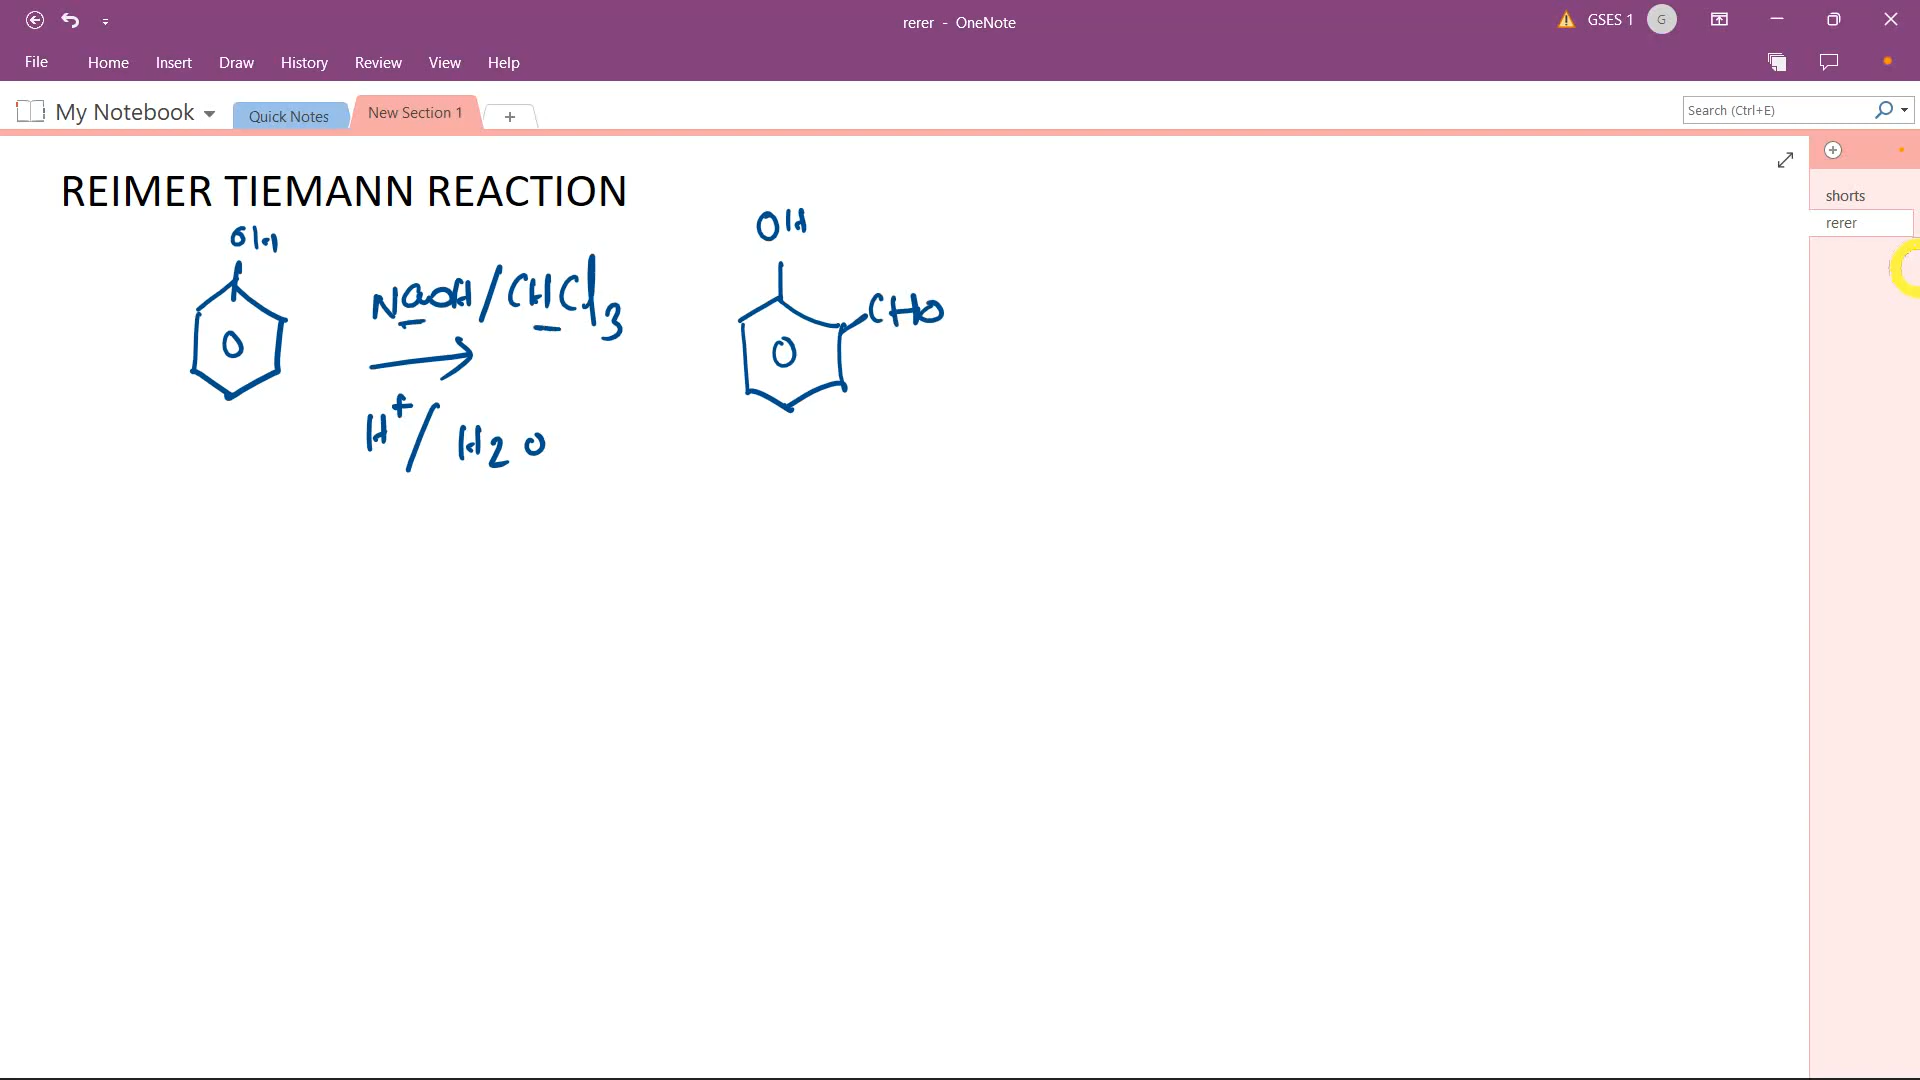 rerer - OneNote
GSES 1
G
File Home Insert Draw History Review View Help
My Notebook
Quick Notes
New Section 1
Search (Ctrl+E)
shorts
rerer
REIMER TIEMANN REACTION
OH
NaOH/CHCl3
H+/H2O
OH
CHO